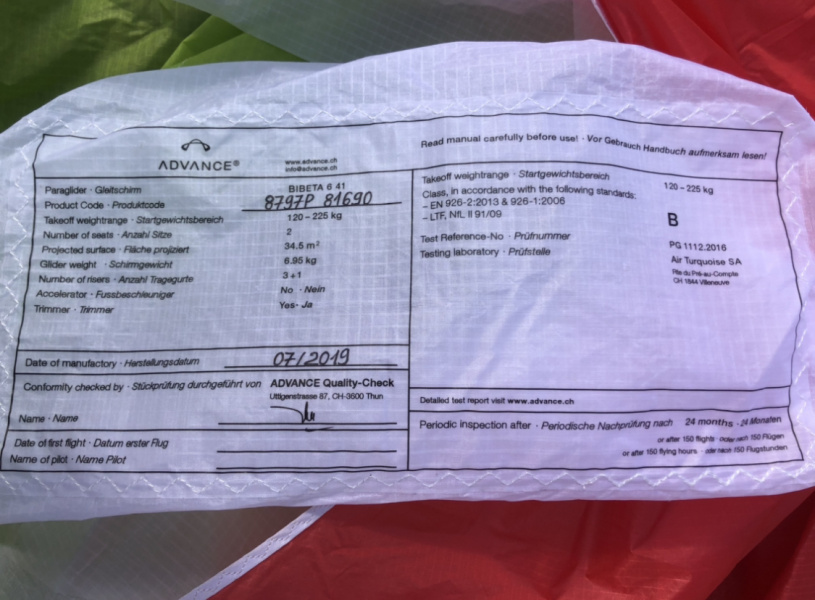 ADVANCE®
www.advance.ch
info@advance.ch
Read manual carefully before use! · Vor Gebrauch Handbuch aufmerksam lesen!
Paraglider · Gleitschirm BIBETA 6 41
Product Code · Produktcode 8797P 81690
Takeoff weightrange · Startgewichtsbereich 120 – 225 kg
Number of seats · Anzahl Sitze 2
Projected surface · Fläche projiziert 34.5 m²
Glider weight · Schirmgewicht 6.95 kg
Number of risers · Anzahl Tragegurte 3+1
Accelerator · Fussbeschleuniger No · Nein
Trimmer · Trimmer Yes · Ja
Date of manufactory · Herstellungsdatum 07/2019
Conformity checked by · Stückprüfung durchgeführt von ADVANCE Quality-Check
Uttigenstrasse 87, CH-3600 Thun
Name · Name
Date of first flight · Datum erster Flug
Name of pilot · Name Pilot
Takeoff weightrange · Startgewichtsbereich 120 – 225 kg
Class, in accordance with the following standards:
– EN 926-2:2013 & 926-1:2006
– LTF, NfL II 91/09
B
Test Reference-No · Prüfnummer PG 1112.2016
Testing laboratory · Prüfstelle Air Turquoise SA
Rte du Pré-au-Compte
CH 1844 Villeneuve
Detailed test report visit www.advance.ch
Periodic inspection after · Periodische Nachprüfung nach 24 months · 24 Monaten
or after 150 flights · oder nach 150 Flügen
or after 150 flying hours · oder nach 150 Flugstunden